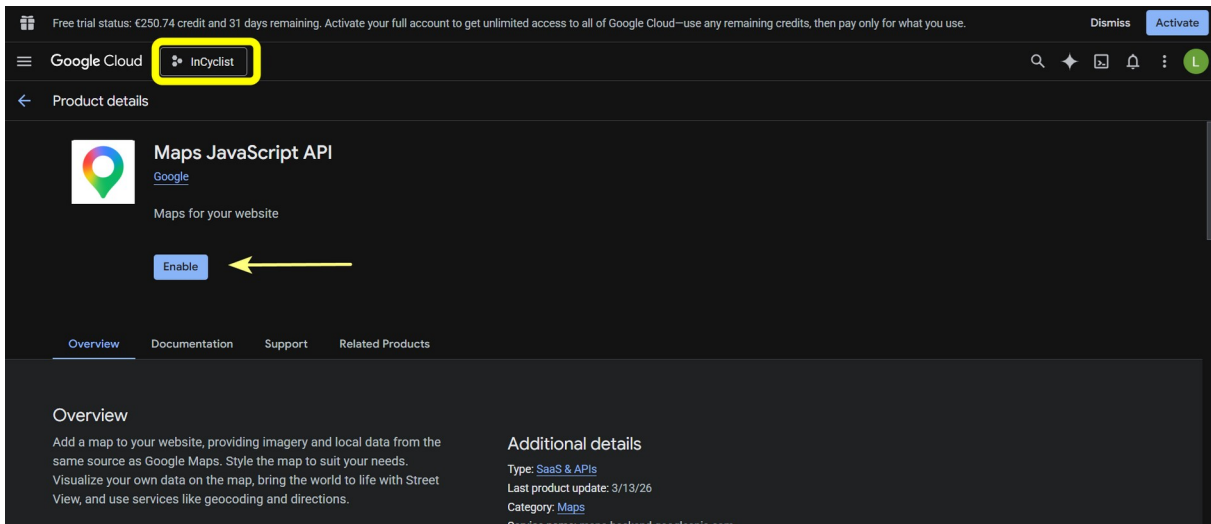 Free trial status: €250.74 credit and 31 days remaining. Activate your full account to get unlimited access to all of Google Cloud—use any remaining credits, then pay only for what you use.
Dismiss
Activate
Google Cloud
InCyclist
L
Product details
Maps JavaScript API
Google
Maps for your website
Enable
Overview
Documentation
Support
Related Products
Overview
Add a map to your website, providing imagery and local data from the
same source as Google Maps. Style the map to suit your needs.
Visualize your own data on the map, bring the world to life with Street
View, and use services like geocoding and directions.
Additional details
Type: SaaS & APIs
Last product update: 3/13/26
Category: Maps